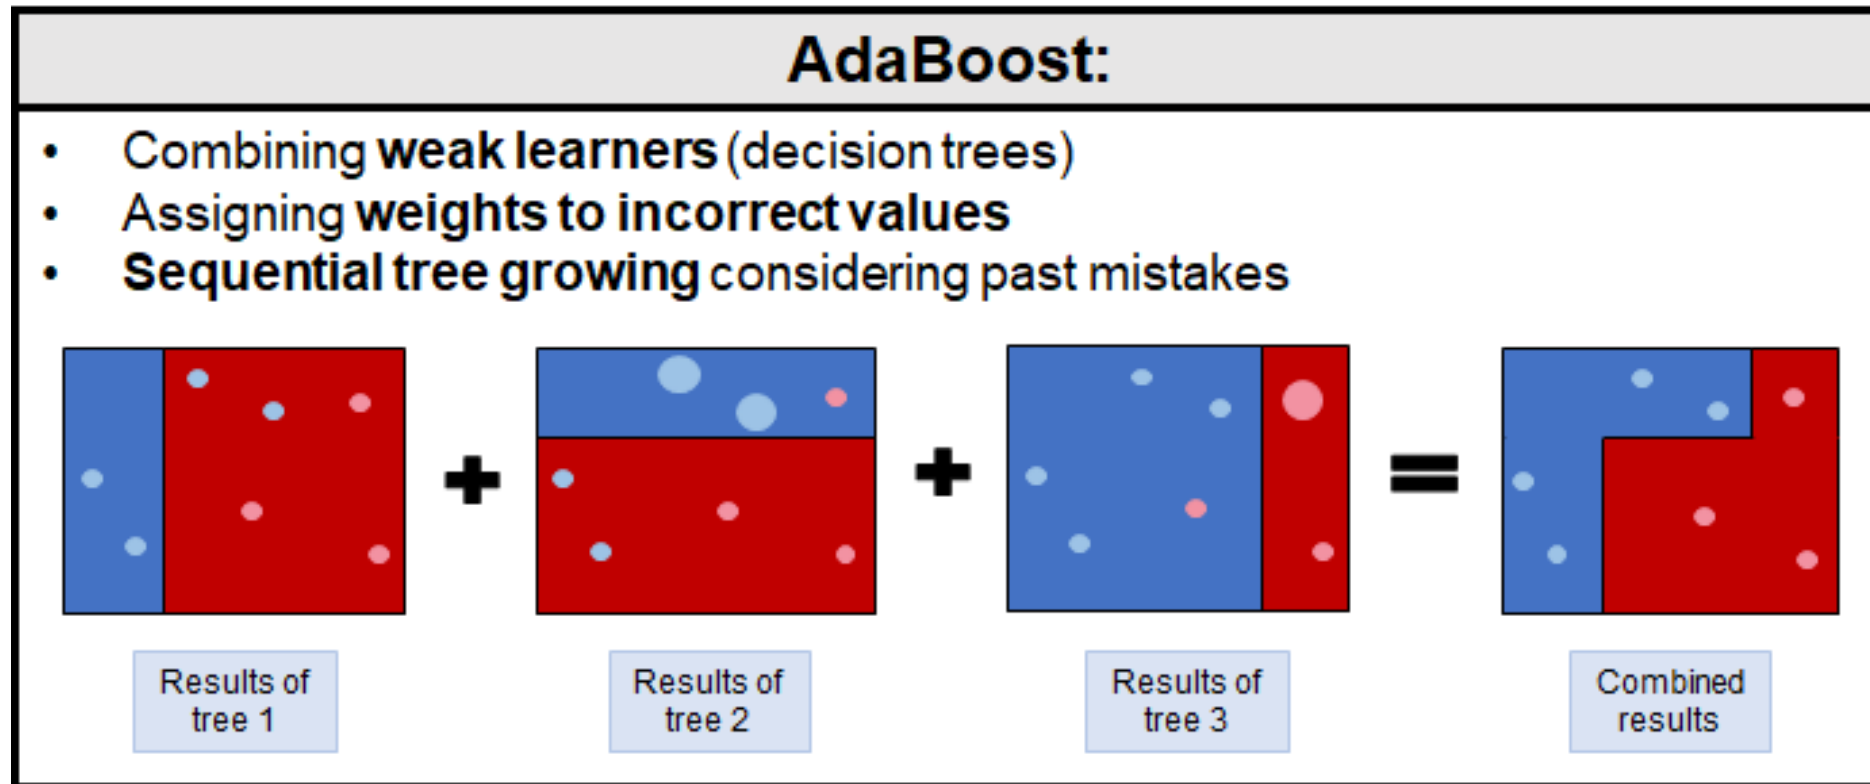 AdaBoost:
• Combining weak learners (decision trees)
• Assigning weights to incorrect values
• Sequential tree growing considering past mistakes
Results of
tree 1
Results of
tree 2
Results of
tree 3
Combined
results